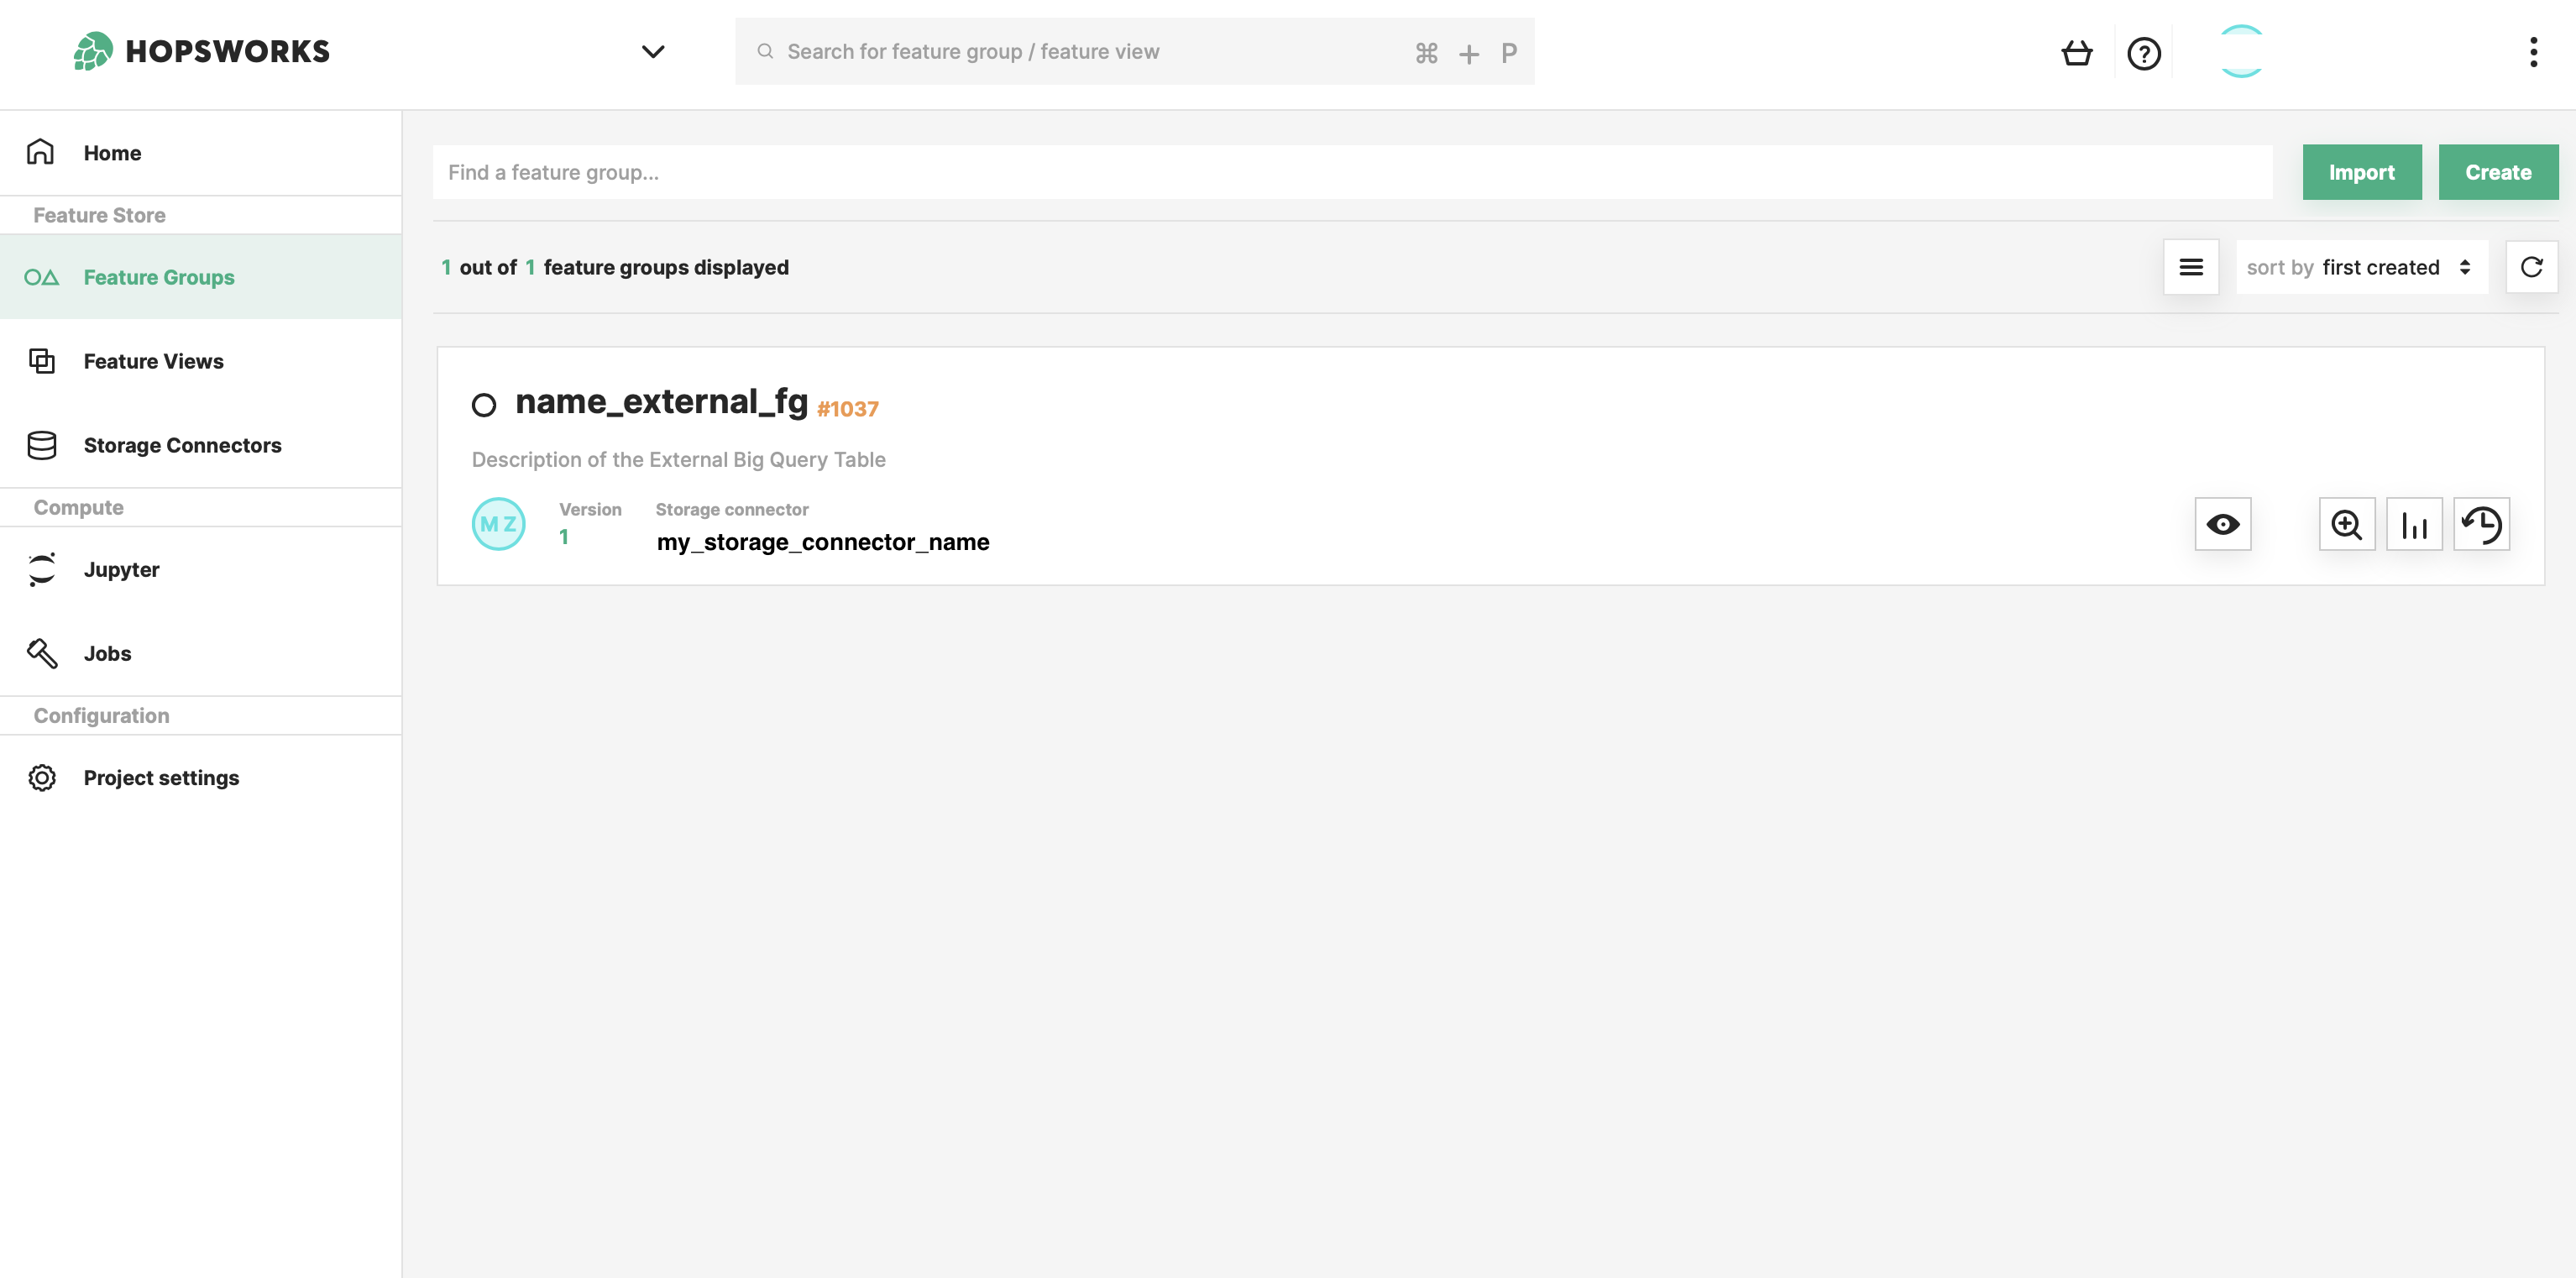 HOPSWORKS
Search for feature group / feature view
⌘ + P
Home
Feature Store
Feature Groups
Feature Views
Storage Connectors
Compute
Jupyter
Jobs
Configuration
Project settings
Find a feature group...
Import
Create
1 out of 1 feature groups displayed
sort by first created
name_external_fg #1037
Description of the External Big Query Table
M Z
Version
1
Storage connector
my_storage_connector_name